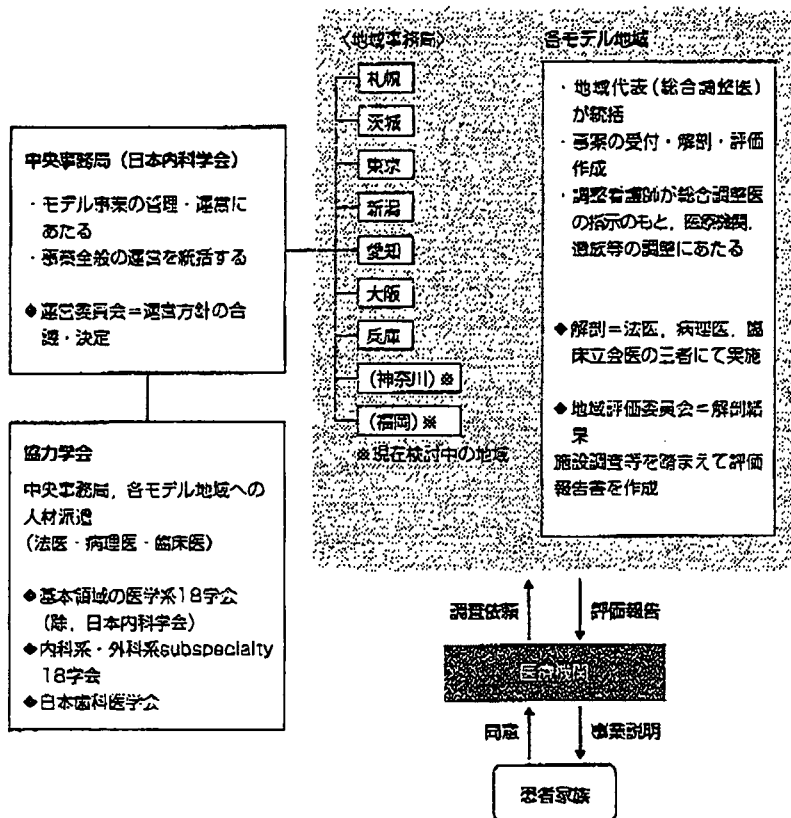 中央事務局（日本内科学会）
・モデル事業の管理・運営に
あたる
・事業全般の運営を統括する
◆運営委員会＝運営方針の合
議・決定
協力学会
中央事務局，各モデル地域への
人材派遣
（法医・病理医・臨床医）
◆基本領域の医学系18学会
（除，日本内科学会）
◆内科系・外科系subspecialty
18学会
◆日本歯科医学会
〈地域事務局〉
札幌
茨城
東京
新潟
愛知
大阪
兵庫
（神奈川）※
（福岡）※
※現在検討中の地域
各モデル地域
・地域代表（総合調整医）
が統括
・事案の受付・解剖・評価
作成
・調整看護師が総合調整医
の指示のもと，医療機関，
遺族等の調整にあたる
◆解剖＝法医，病理医，臨
床立会医の三者にて実施
◆地域評価委員会＝解剖結
果
施設調査等を踏まえて評価
報告書を作成
調査依頼
評価報告
医療機関
同意
事業説明
患者家族